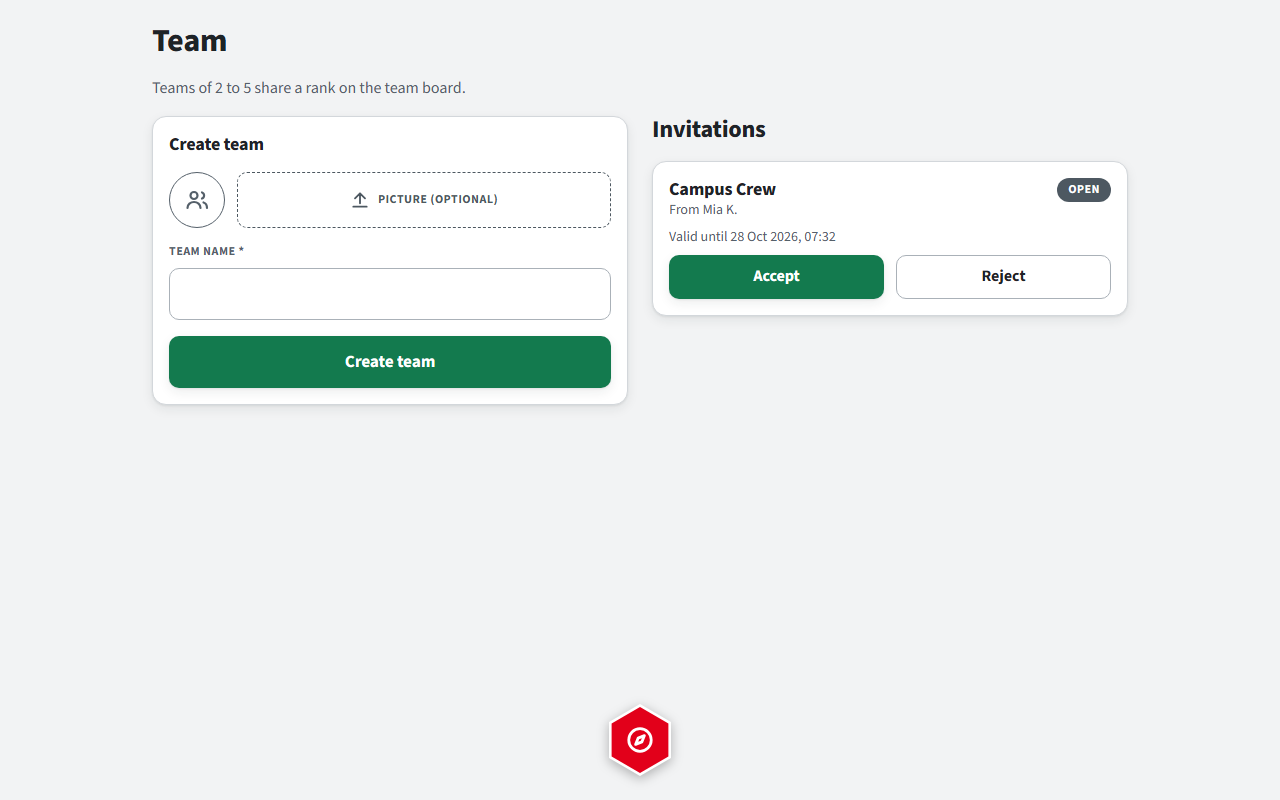 Team
Teams of 2 to 5 share a rank on the team board.
Create team
PICTURE (OPTIONAL)
TEAM NAME *
Create team
Invitations
Campus Crew
OPEN
From Mia K.
Valid until 28 Oct 2026, 07:32
Accept
Reject